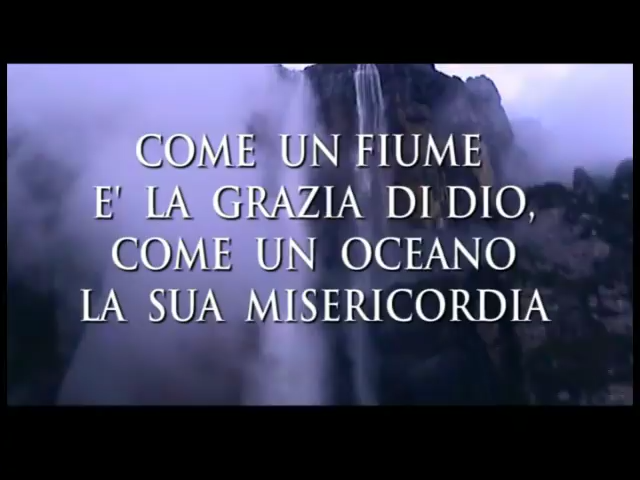 COME UN FIUME
E' LA GRAZIA DI DIO,
COME UN OCEANO
LA SUA MISERICORDIA